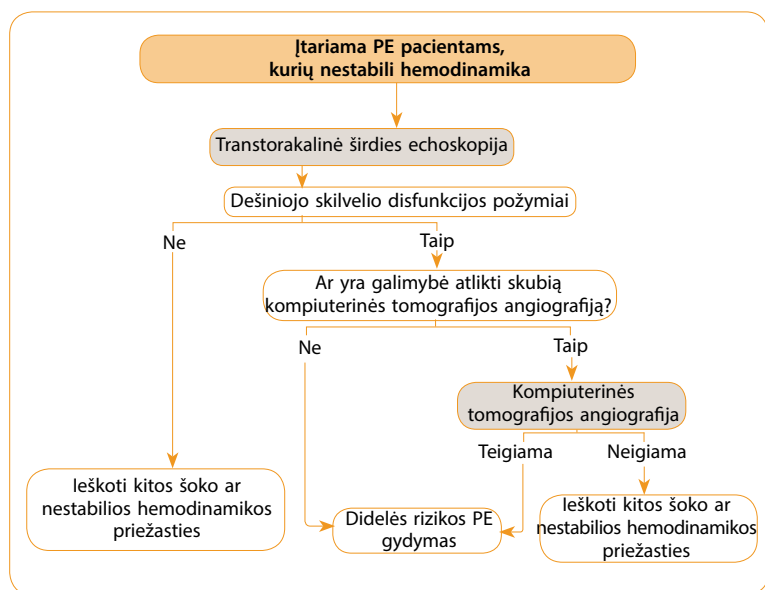 Įtariama PE pacientams,
kurių nestabili hemodinamika
Transtorakalinė širdies echoskopija
Dešiniojo skilvelio disfunkcijos požymiai
Ne
Taip
Ar yra galimybė atlikti skubią
kompiuterinės tomografijos angiografiją?
Ne
Taip
Kompiuterinės
tomografijos angiografija
Teigiama
Neigiama
Ieškoti kitos šoko ar
nestabilios hemodinamikos
priežasties
Didelės rizikos PE
gydymas
Ieškoti kitos šoko ar
nestabilios hemodinamikos
priežasties